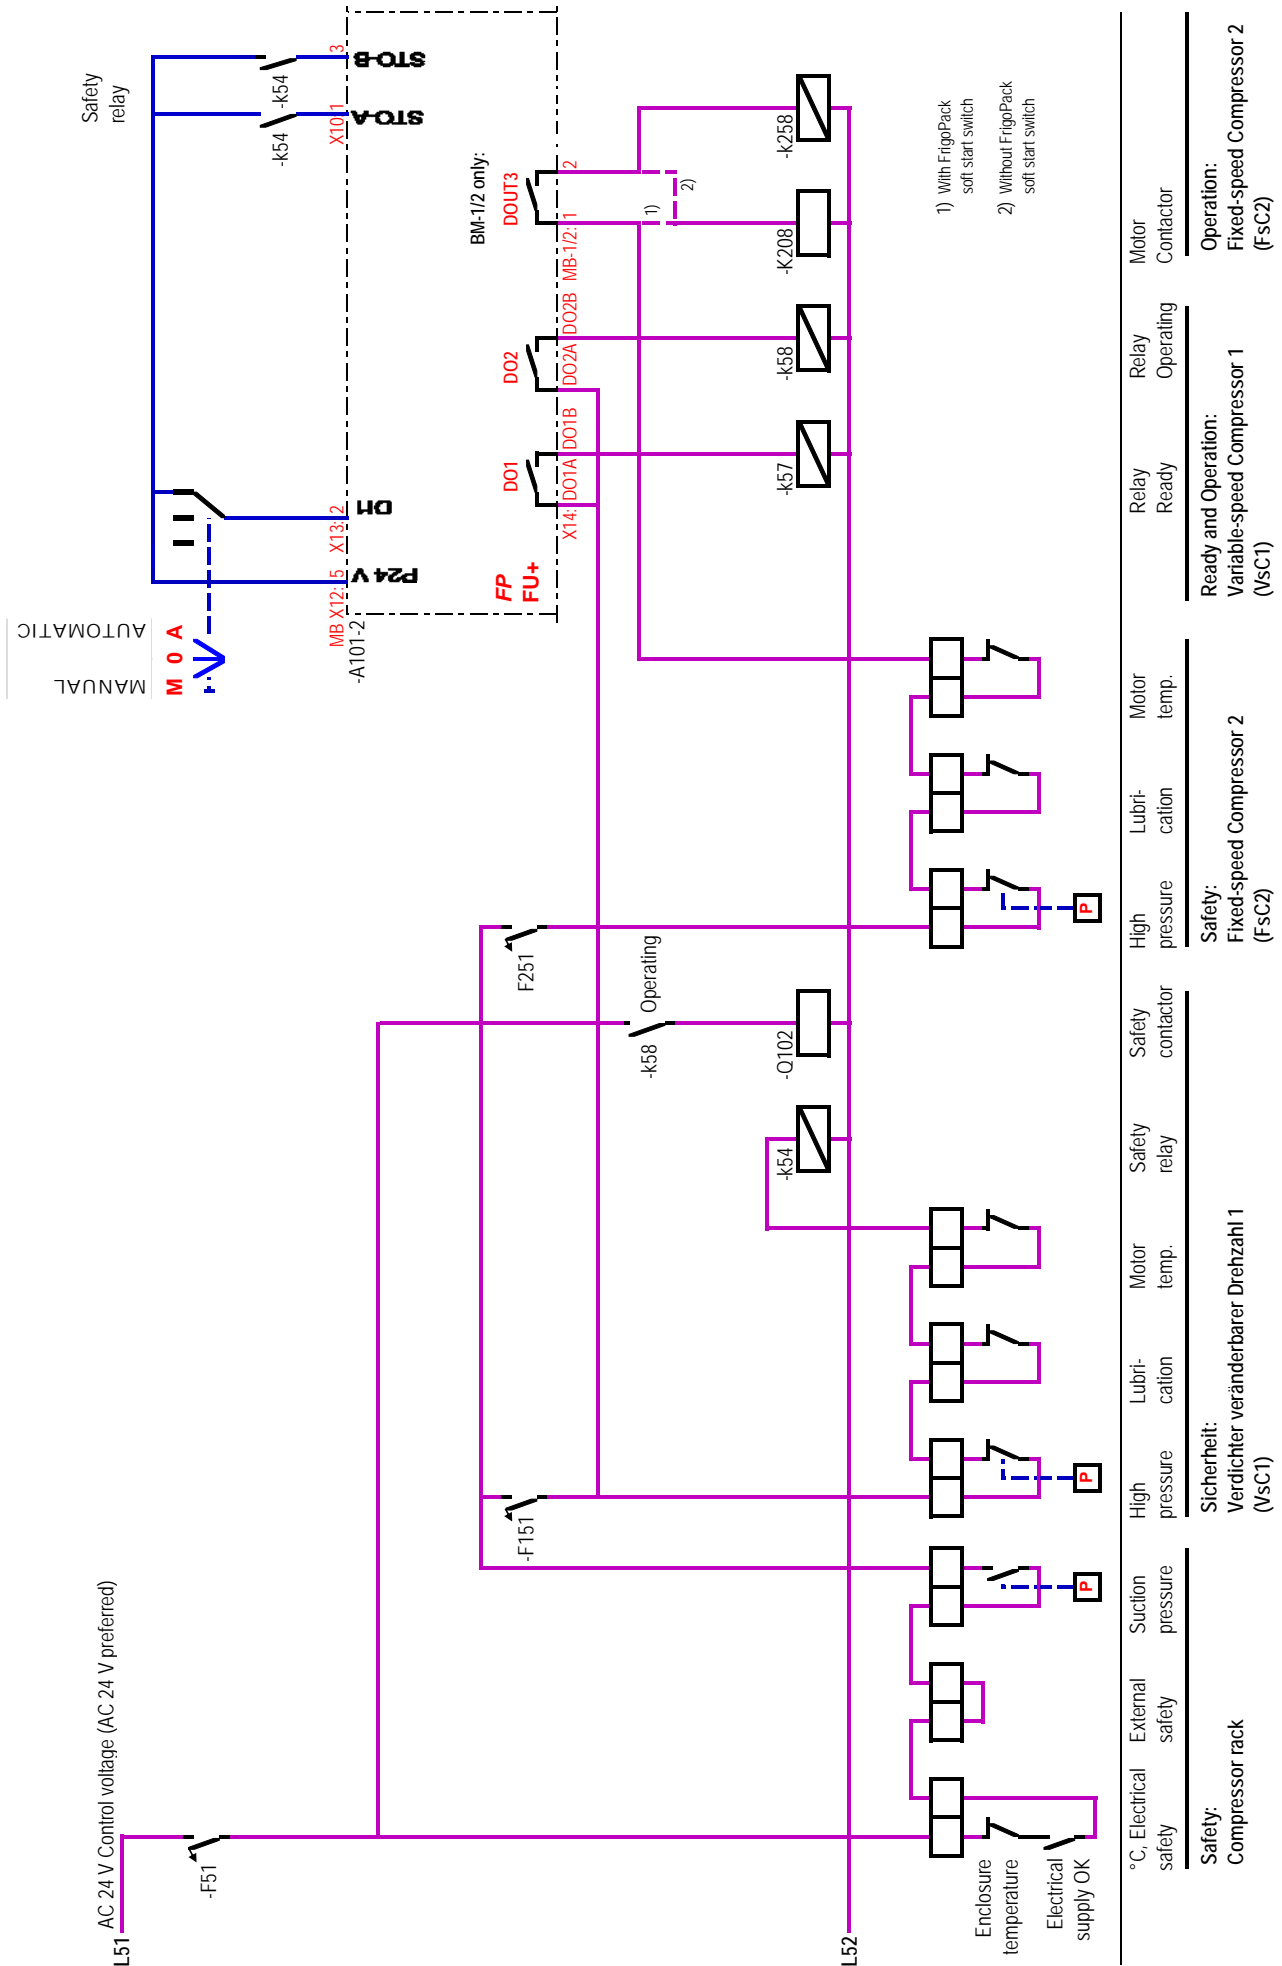 AC 24 V Control voltage (AC 24 V preferred)
L51
-F51
L52
-F151
F251
-k58
Operating
-Q102
-k54
MANUAL
AUTOMATIC
M 0 A
Safety
relay
-k54
-k54
MB X12: 5
X13: 2
X10:1
3
P24 V
DI1
STO-A
STO-B
-A101-2
FP
FU+
BM-1/2 only:
DO1
DO2
DOUT3
X14: DO1A DO1B
DO2A DO2B
MB-1/2: 1
2
1)
2)
-k57
-k58
-K208
-k258
1) With FrigoPack
soft start switch
2) Without FrigoPack
soft start switch
P
P
P
Enclosure
temperature
Electrical
supply OK
°C, Electrical
safety
External
safety
Suction
pressure
High
pressure
Lubri-
cation
Motor
temp.
Safety
relay
Safety
contactor
High
pressure
Lubri-
cation
Motor
temp.
Relay
Ready
Relay
Operating
Motor
Contactor
Safety:
Compressor rack
Sicherheit:
Verdichter veränderbarer Drehzahl 1
(VsC1)
Safety:
Fixed-speed Compressor 2
(FsC2)
Ready and Operation:
Variable-speed Compressor 1
(VsC1)
Operation:
Fixed-speed Compressor 2
(FsC2)